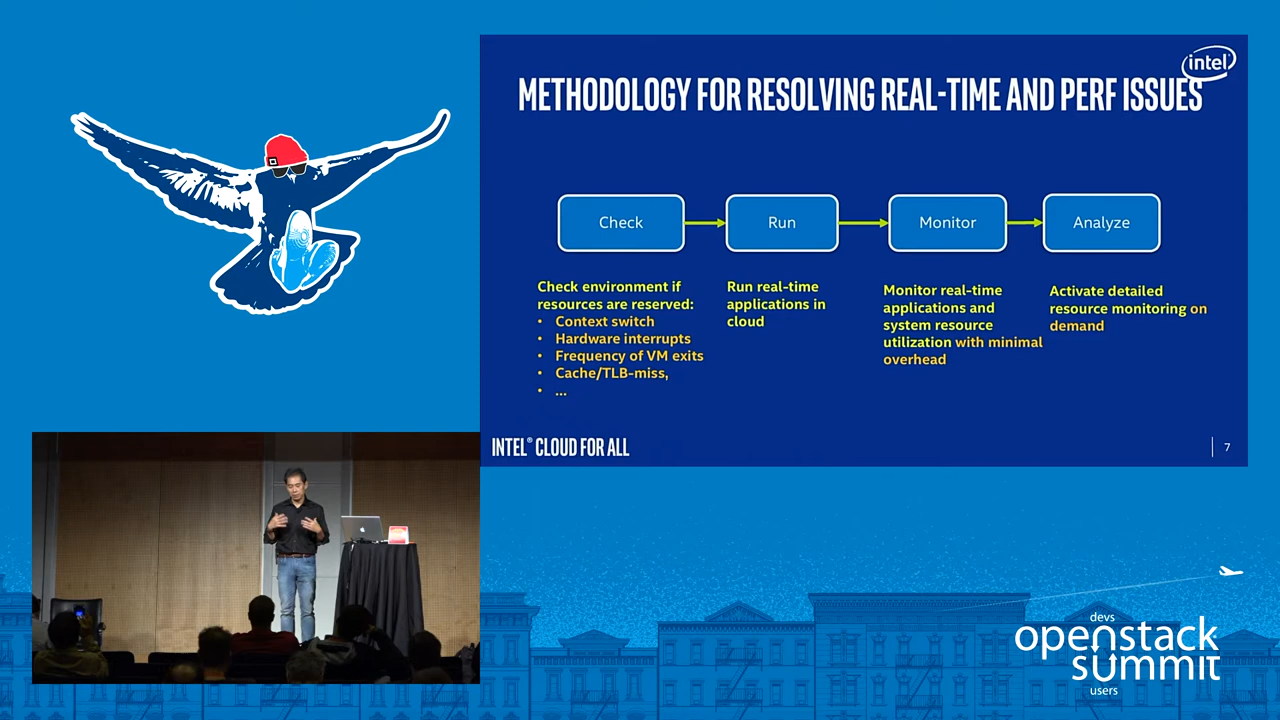 intel
METHODOLOGY FOR RESOLVING REAL-TIME AND PERF ISSUES
Check
Run
Monitor
Analyze
Check environment if
resources are reserved:
• Context switch
• Hardware interrupts
• Frequency of VM exits
• Cache/TLB-miss,
• ...
Run real-time
applications in
cloud
Monitor real-time
applications and
system resource
utilization with minimal
overhead
Activate detailed
resource monitoring on
demand
INTEL® CLOUD FOR ALL
7
devs
openstack
summit
users